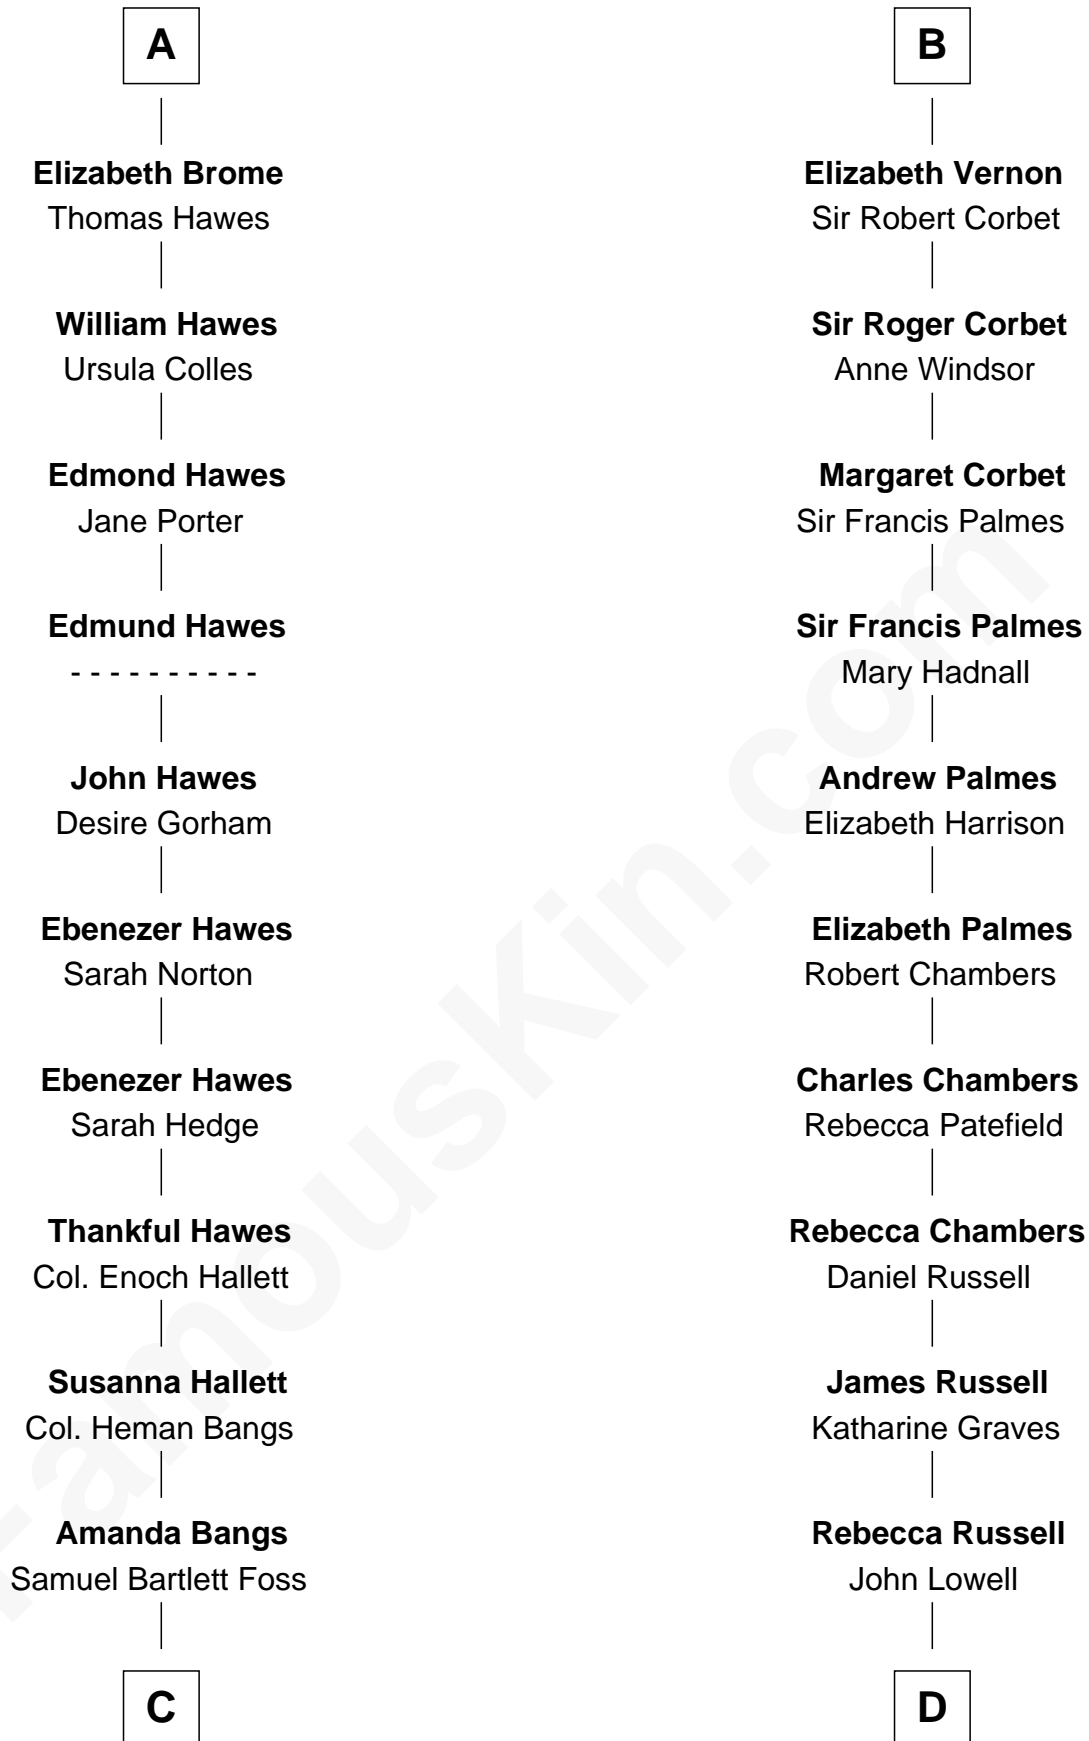 A
Elizabeth Brome
Thomas Hawes
William Hawes
Ursula Colles
Edmond Hawes
Jane Porter
Edmund Hawes
- - - - - - - - - -
John Hawes
Desire Gorham
Ebenezer Hawes
Sarah Norton
Ebenezer Hawes
Sarah Hedge
Thankful Hawes
Col. Enoch Hallett
Susanna Hallett
Col. Heman Bangs
Amanda Bangs
Samuel Bartlett Foss
C
B
Elizabeth Vernon
Sir Robert Corbet
Sir Roger Corbet
Anne Windsor
Margaret Corbet
Sir Francis Palmes
Sir Francis Palmes
Mary Hadnall
Andrew Palmes
Elizabeth Harrison
Elizabeth Palmes
Robert Chambers
Charles Chambers
Rebecca Patefield
Rebecca Chambers
Daniel Russell
James Russell
Katharine Graves
Rebecca Russell
John Lowell
D
FamousKin.com